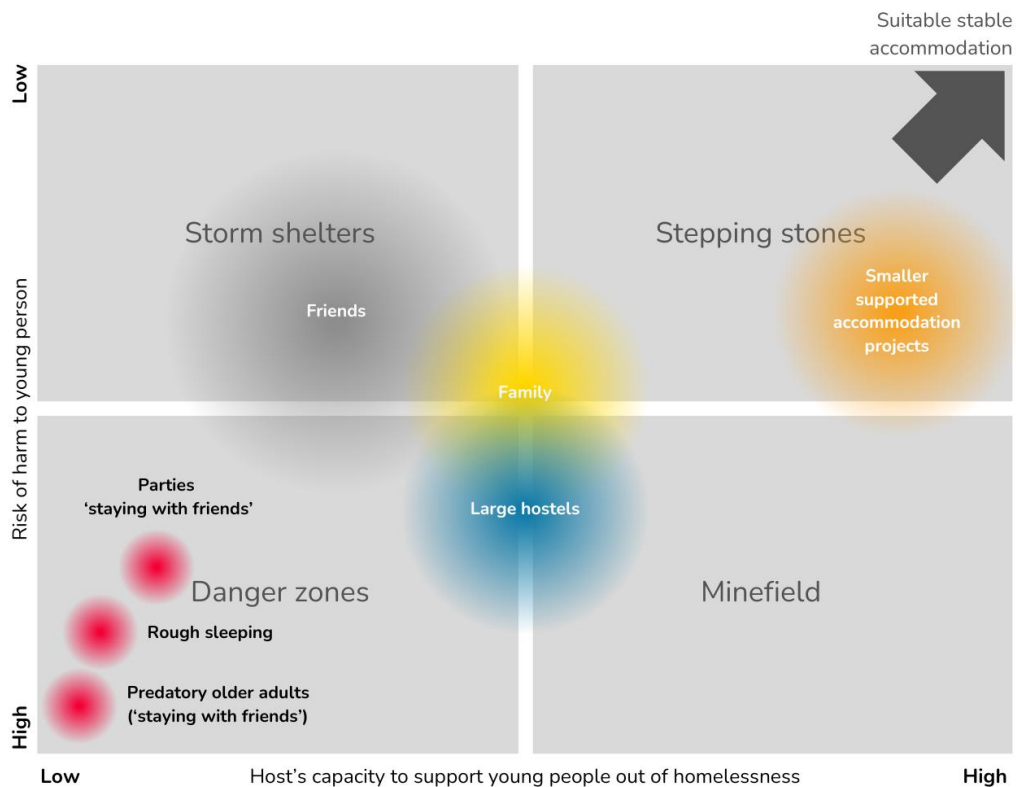 Suitable stable
accommodation
Low
Storm shelters
Stepping stones
Smaller
supported
accommodation
projects
Friends
Family
Risk of harm to young person
Parties
‘staying with friends’
Large hostels
Danger zones
Minefield
Rough sleeping
Predatory older adults
(‘staying with friends’)
High
Low
Host’s capacity to support young people out of homelessness
High